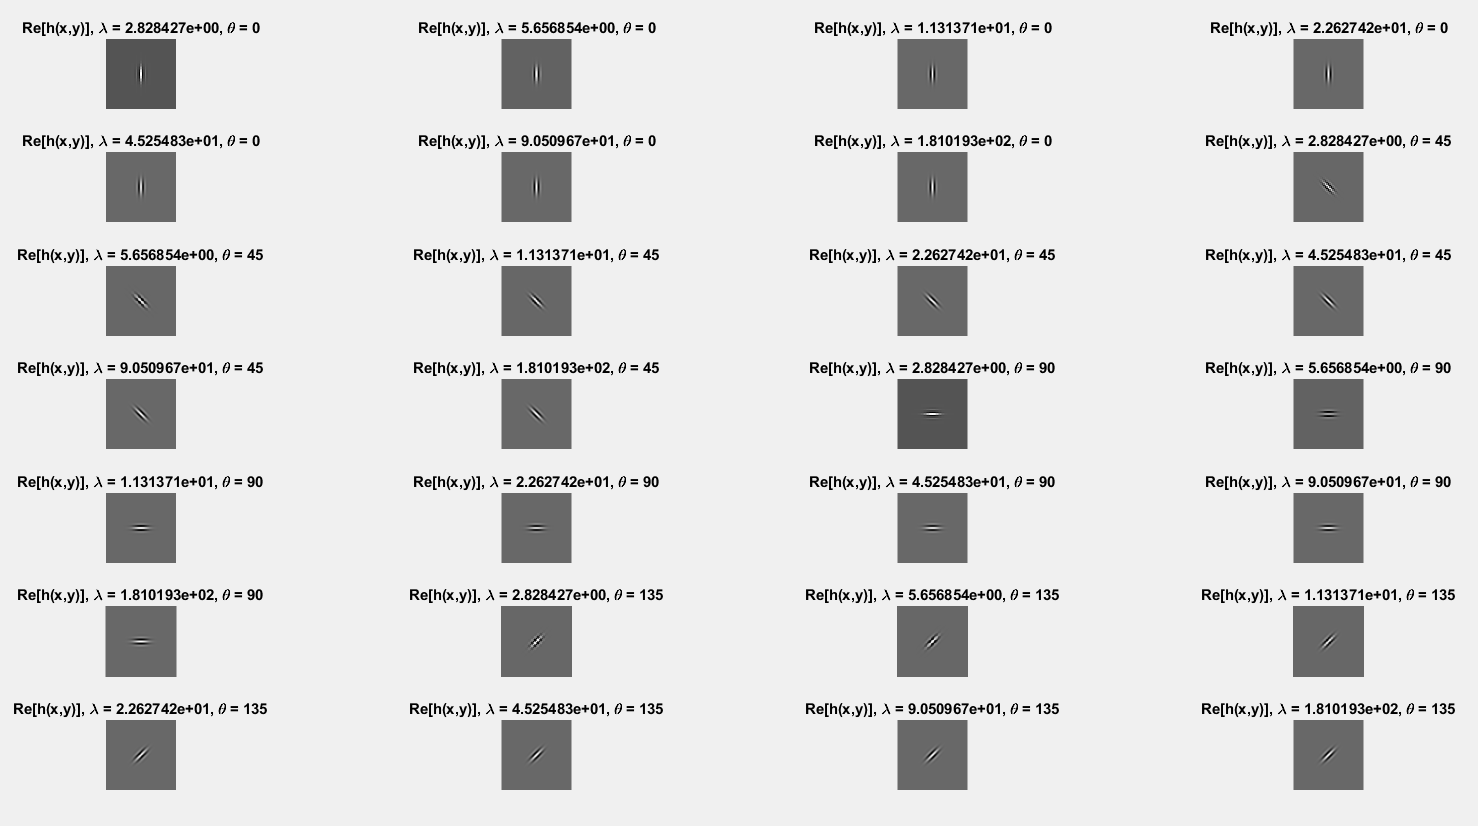 Re[h(x,y)], λ = 2.828427e+00, θ = 0
Re[h(x,y)], λ = 5.656854e+00, θ = 0
Re[h(x,y)], λ = 1.131371e+01, θ = 0
Re[h(x,y)], λ = 2.262742e+01, θ = 0
Re[h(x,y)], λ = 4.525483e+01, θ = 0
Re[h(x,y)], λ = 9.050967e+01, θ = 0
Re[h(x,y)], λ = 1.810193e+02, θ = 0
Re[h(x,y)], λ = 2.828427e+00, θ = 45
Re[h(x,y)], λ = 5.656854e+00, θ = 45
Re[h(x,y)], λ = 1.131371e+01, θ = 45
Re[h(x,y)], λ = 2.262742e+01, θ = 45
Re[h(x,y)], λ = 4.525483e+01, θ = 45
Re[h(x,y)], λ = 9.050967e+01, θ = 45
Re[h(x,y)], λ = 1.810193e+02, θ = 45
Re[h(x,y)], λ = 2.828427e+00, θ = 90
Re[h(x,y)], λ = 5.656854e+00, θ = 90
Re[h(x,y)], λ = 1.131371e+01, θ = 90
Re[h(x,y)], λ = 2.262742e+01, θ = 90
Re[h(x,y)], λ = 4.525483e+01, θ = 90
Re[h(x,y)], λ = 9.050967e+01, θ = 90
Re[h(x,y)], λ = 1.810193e+02, θ = 90
Re[h(x,y)], λ = 2.828427e+00, θ = 135
Re[h(x,y)], λ = 5.656854e+00, θ = 135
Re[h(x,y)], λ = 1.131371e+01, θ = 135
Re[h(x,y)], λ = 2.262742e+01, θ = 135
Re[h(x,y)], λ = 4.525483e+01, θ = 135
Re[h(x,y)], λ = 9.050967e+01, θ = 135
Re[h(x,y)], λ = 1.810193e+02, θ = 135